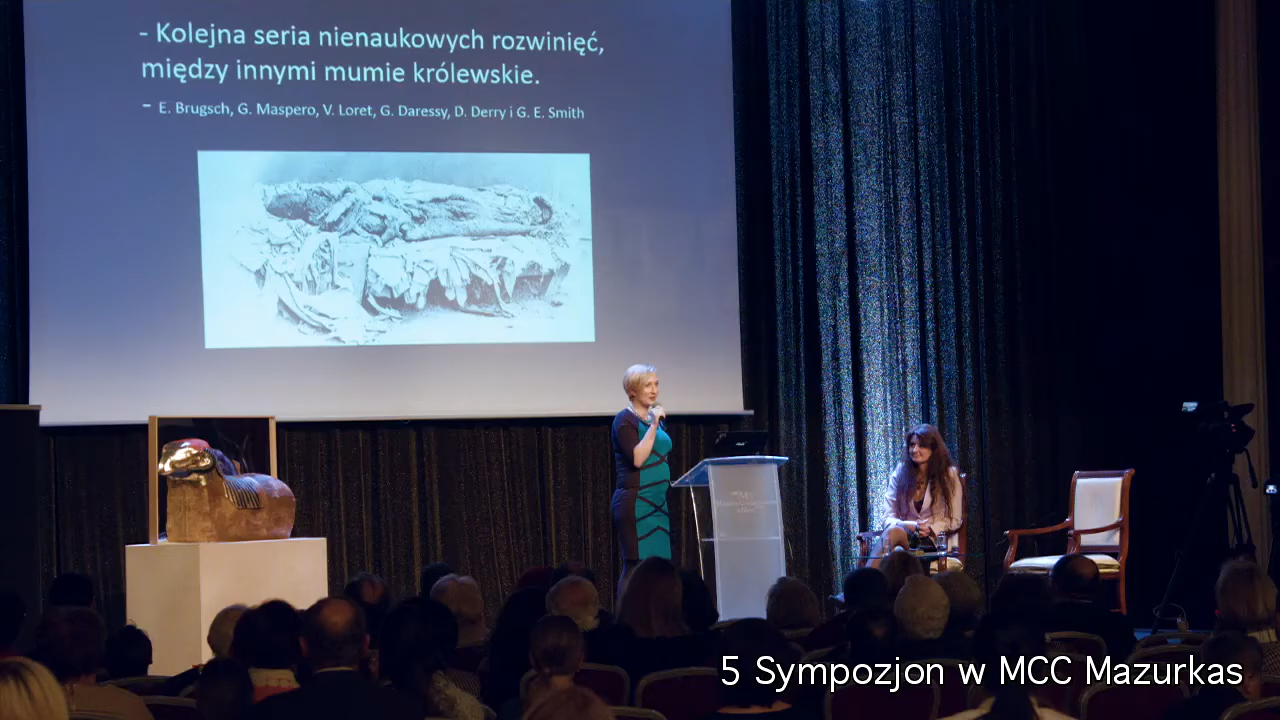 - Kolejna seria nienaukowych rozwinięć,
między innymi mumie królewskie.
- E. Brugsch, G. Maspero, V. Loret, G. Daressy, D. Derry i G. E. Smith
5 Sympozjon w MCC Mazurkas